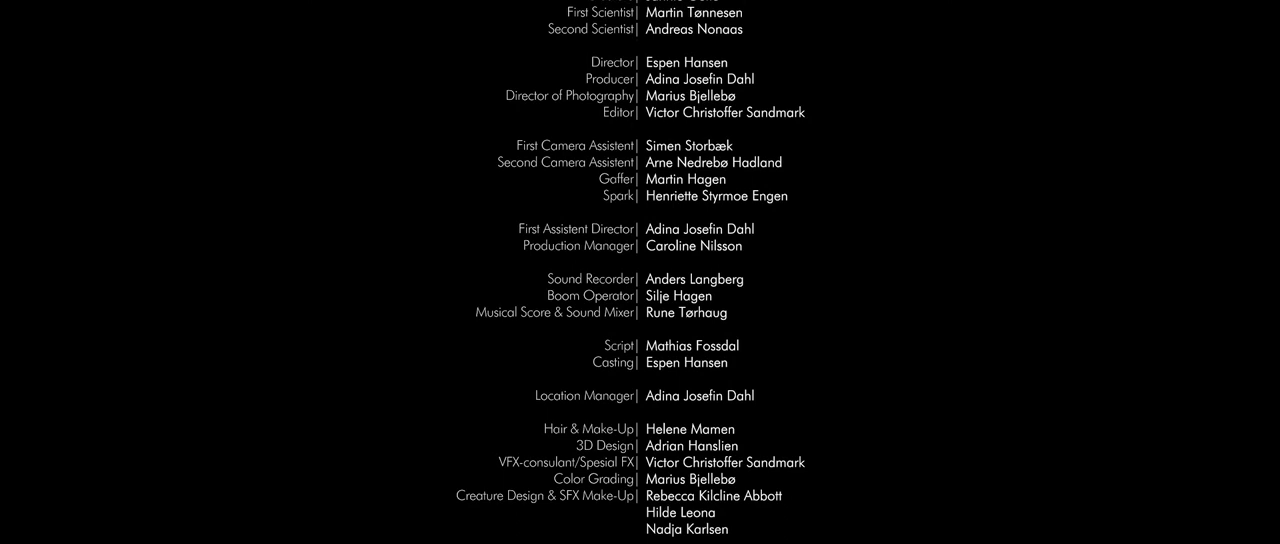 First Scientist| Martin Tønnesen
Second Scientist| Andreas Nonaas
Director| Espen Hansen
Producer| Adina Josefin Dahl
Director of Photography| Marius Bjellebø
Editor| Victor Christoffer Sandmark
First Camera Assistent| Simen Storbæk
Second Camera Assistent| Arne Nedrebø Hadland
Gaffer| Martin Hagen
Spark| Henriette Styrmoe Engen
First Assistent Director| Adina Josefin Dahl
Production Manager| Caroline Nilsson
Sound Recorder| Anders Langberg
Boom Operator| Silje Hagen
Musical Score & Sound Mixer| Rune Tørhaug
Script| Mathias Fossdal
Casting| Espen Hansen
Location Manager| Adina Josefin Dahl
Hair & Make-Up| Helene Mamen
3D Design| Adrian Hanslien
VFX-consulant/Spesial FX| Victor Christoffer Sandmark
Color Grading| Marius Bjellebø
Creature Design & SFX Make-Up| Rebecca Kilcline Abbott
Hilde Leona
Nadja Karlsen